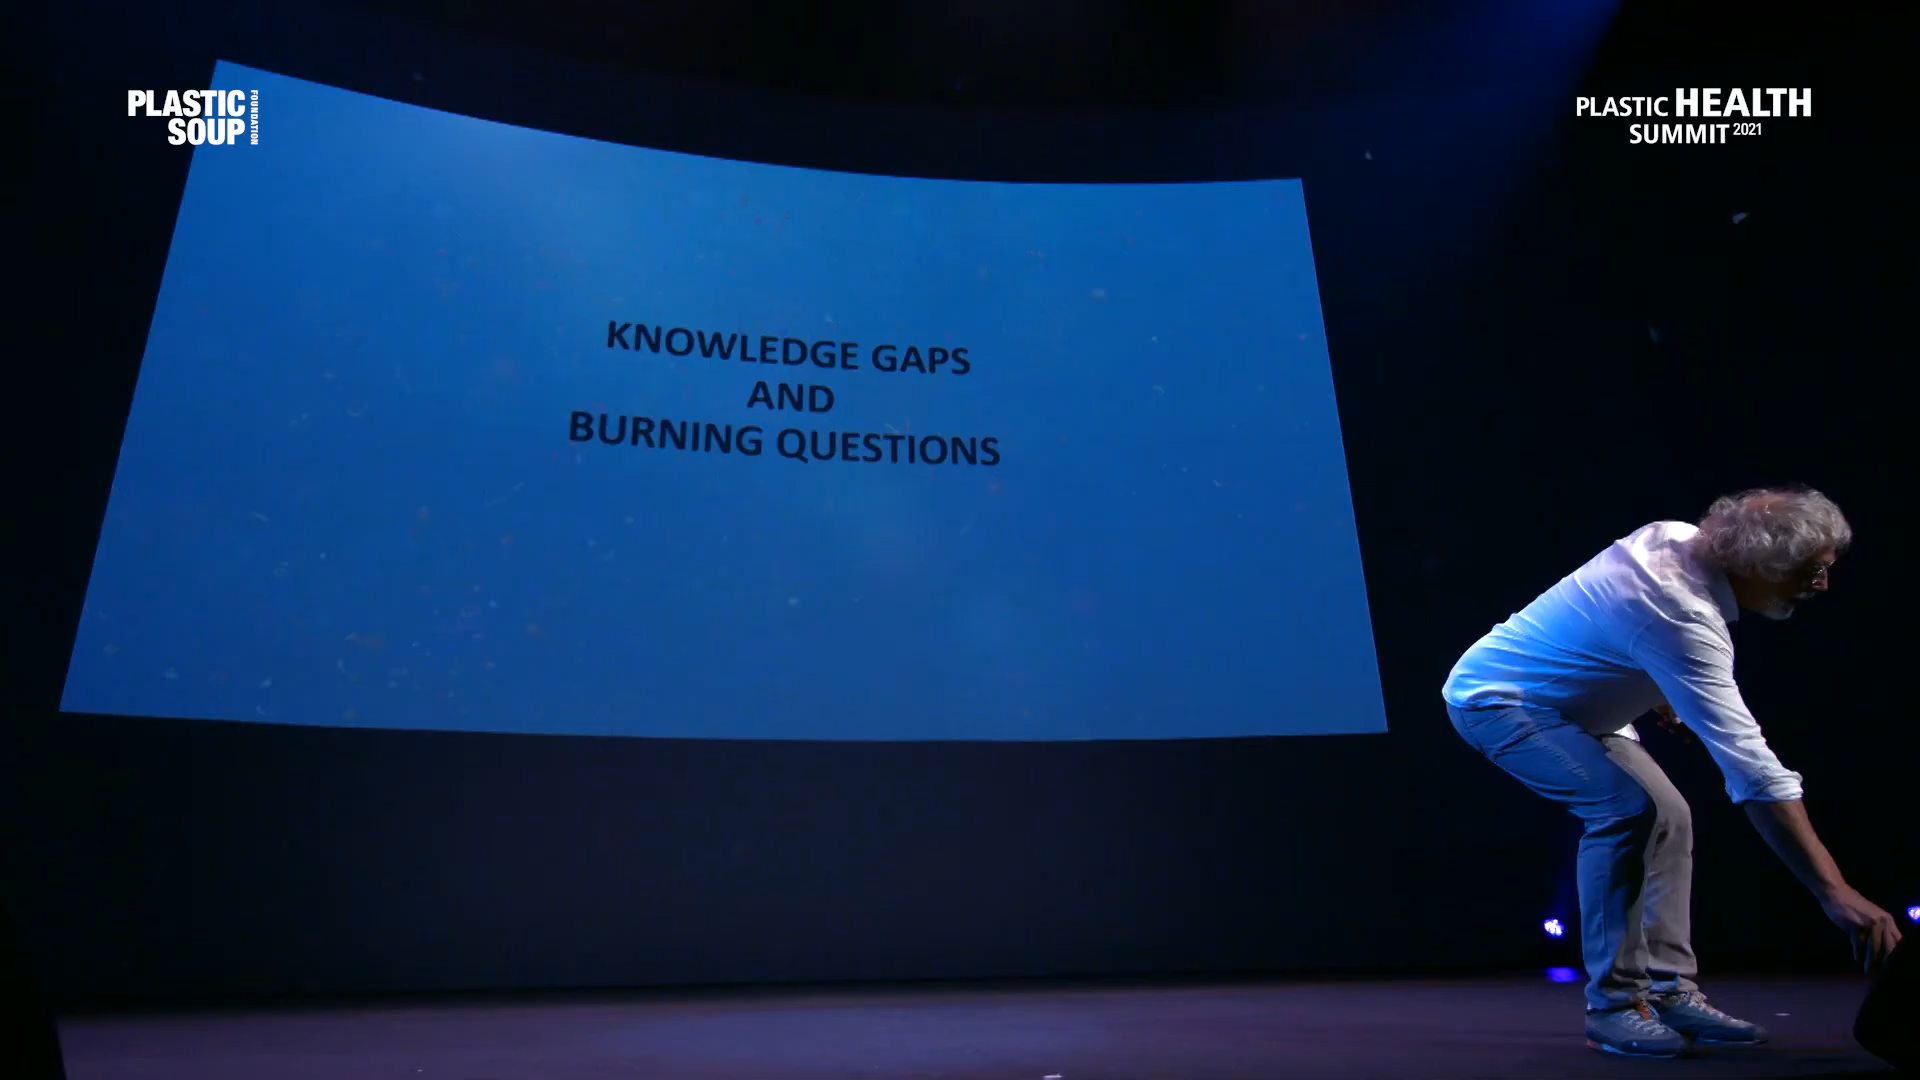 PLASTIC
SOUP
FOUNDATION
PLASTIC HEALTH
SUMMIT 2021
KNOWLEDGE GAPS
AND
BURNING QUESTIONS